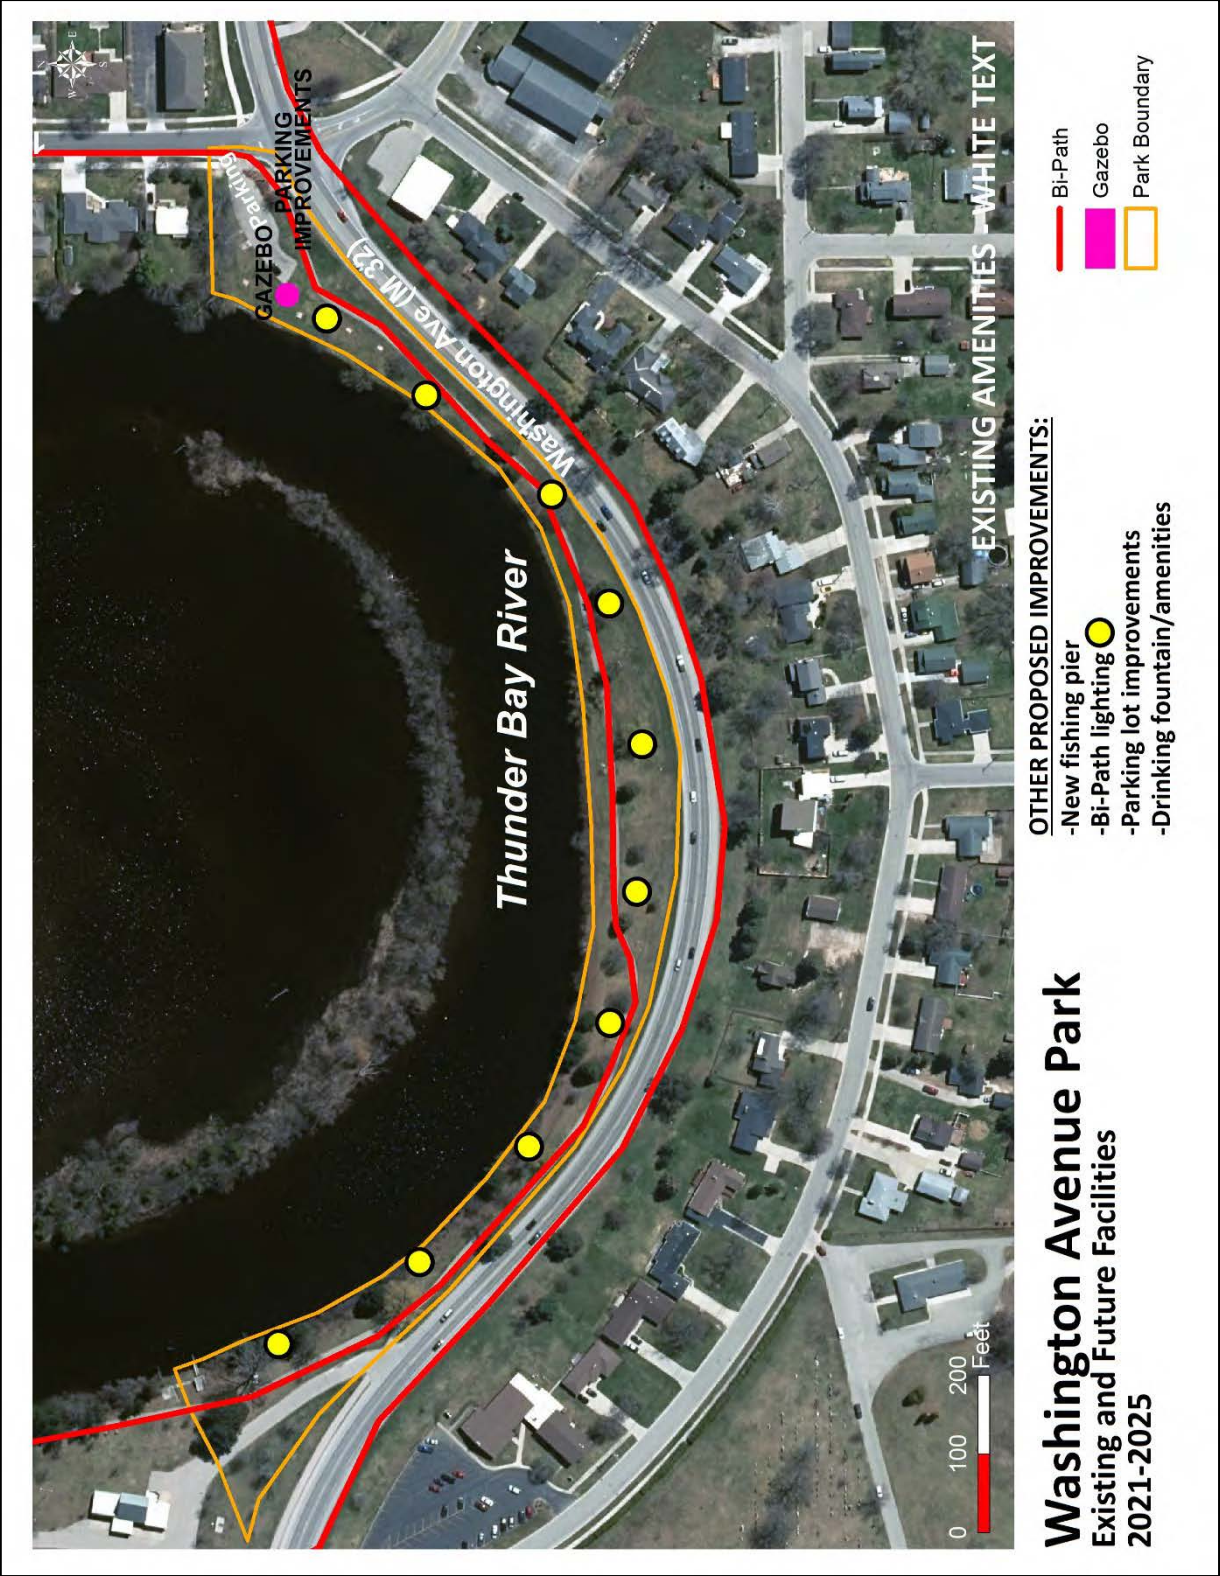 N
E
S
W
1
Parking
GAZEBO
PARKING
IMPROVEMENTS
Washington Ave (M 32)
Thunder Bay River
EXISTING AMENITIES - WHITE TEXT
0 100 200
Feet
Washington Avenue Park
Existing and Future Facilities
2021-2025
OTHER PROPOSED IMPROVEMENTS:
-New fishing pier
-Bi-Path lighting
-Parking lot improvements
-Drinking fountain/amenities
Bi-Path
Gazebo
Park Boundary